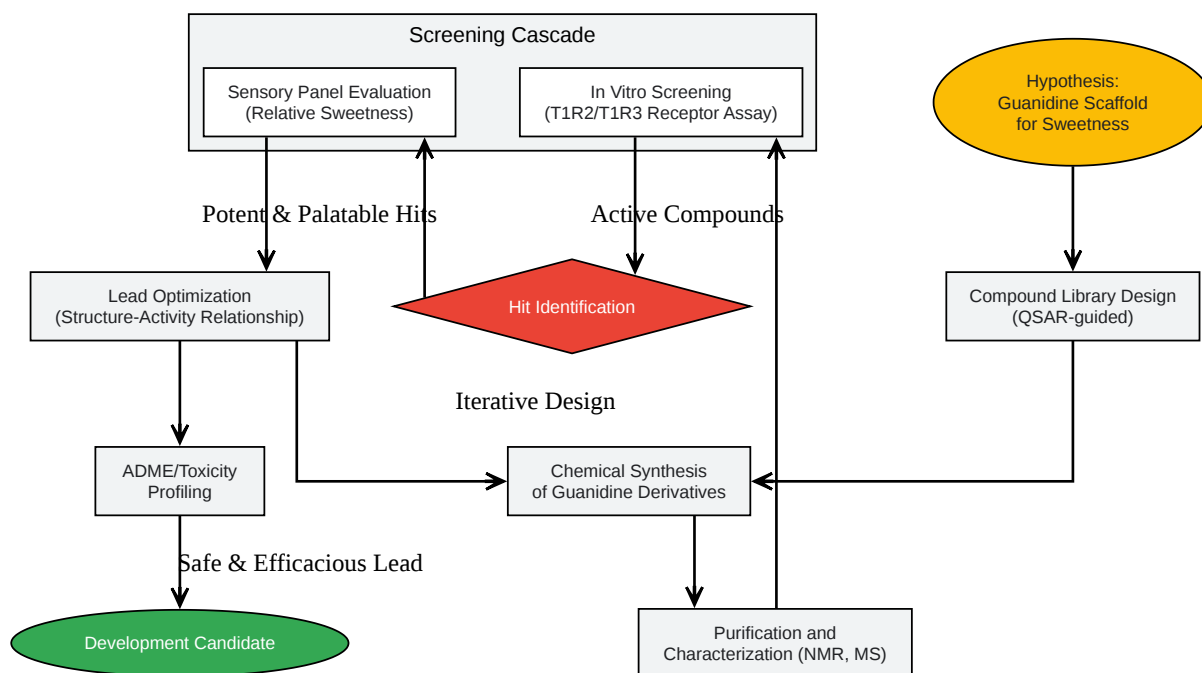 Screening Cascade
Sensory Panel Evaluation
(Relative Sweetness)
In Vitro Screening
(T1R2/T1R3 Receptor Assay)
Hypothesis:
Guanidine Scaffold
for Sweetness
Potent & Palatable Hits
Active Compounds
Lead Optimization
(Structure-Activity Relationship)
Hit Identification
Compound Library Design
(QSAR-guided)
Iterative Design
ADME/Toxicity
Profiling
Chemical Synthesis
of Guanidine Derivatives
Safe & Efficacious Lead
Development Candidate
Purification and
Characterization (NMR, MS)